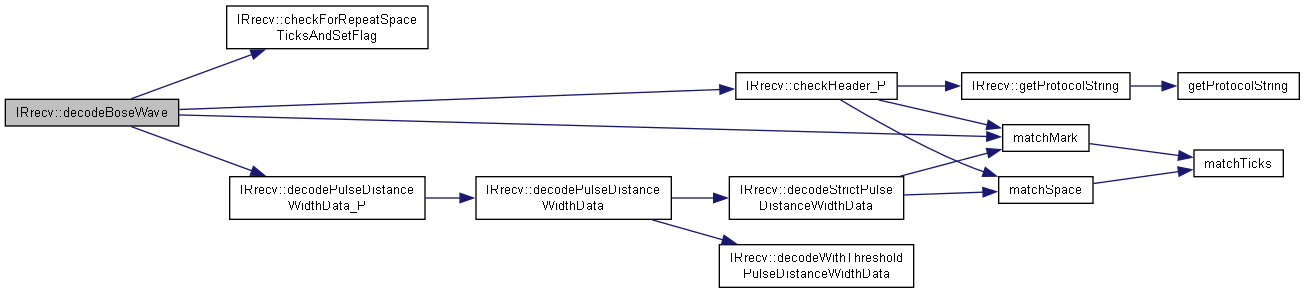 IRrecv::checkForRepeatSpace
TicksAndSetFlag
IRrecv::decodeBoseWave
IRrecv::checkHeader_P
IRrecv::getProtocolString
getProtocolString
matchMark
matchTicks
IRrecv::decodePulseDistance
WidthData_P
IRrecv::decodePulseDistance
WidthData
IRrecv::decodeStrictPulse
DistanceWidthData
matchSpace
IRrecv::decodeWithThreshold
PulseDistanceWidthData